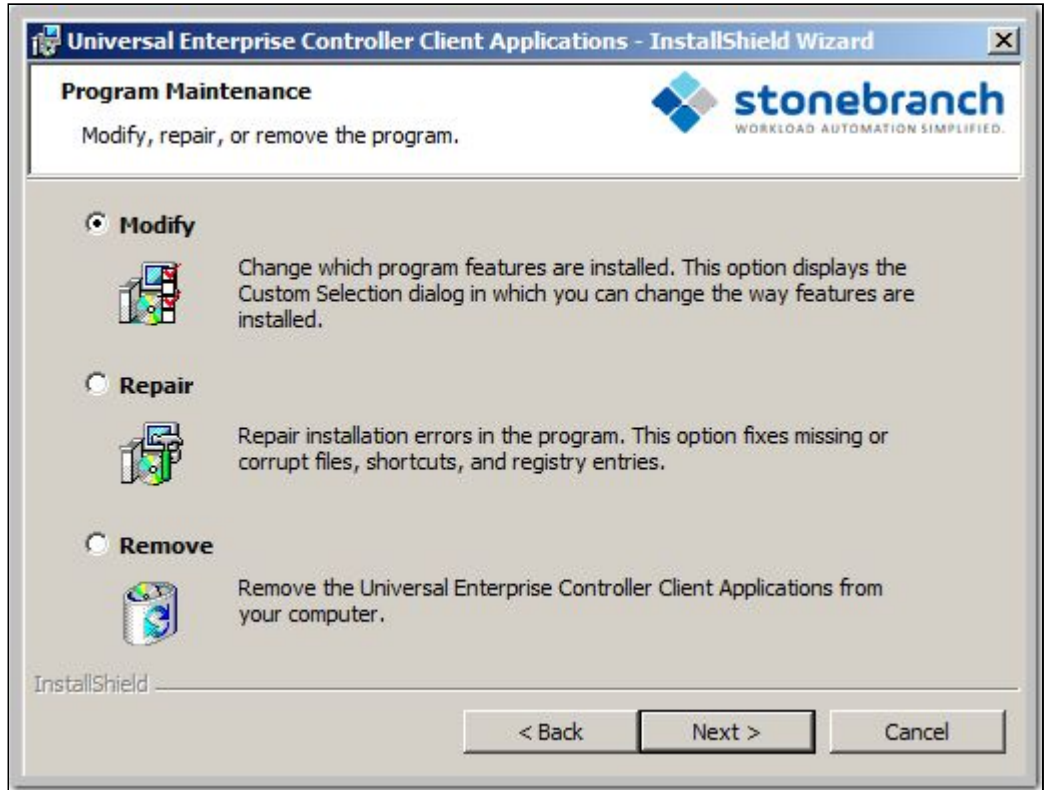 Universal Enterprise Controller Client Applications - InstallShield Wizard
Program Maintenance
Modify, repair, or remove the program.
stonebranch
WORKLOAD AUTOMATION SIMPLIFIED.
Modify
Change which program features are installed. This option displays the
Custom Selection dialog in which you can change the way features are
installed.
Repair
Repair installation errors in the program. This option fixes missing or
corrupt files, shortcuts, and registry entries.
Remove
Remove the Universal Enterprise Controller Client Applications from
your computer.
InstallShield
< Back
Next >
Cancel